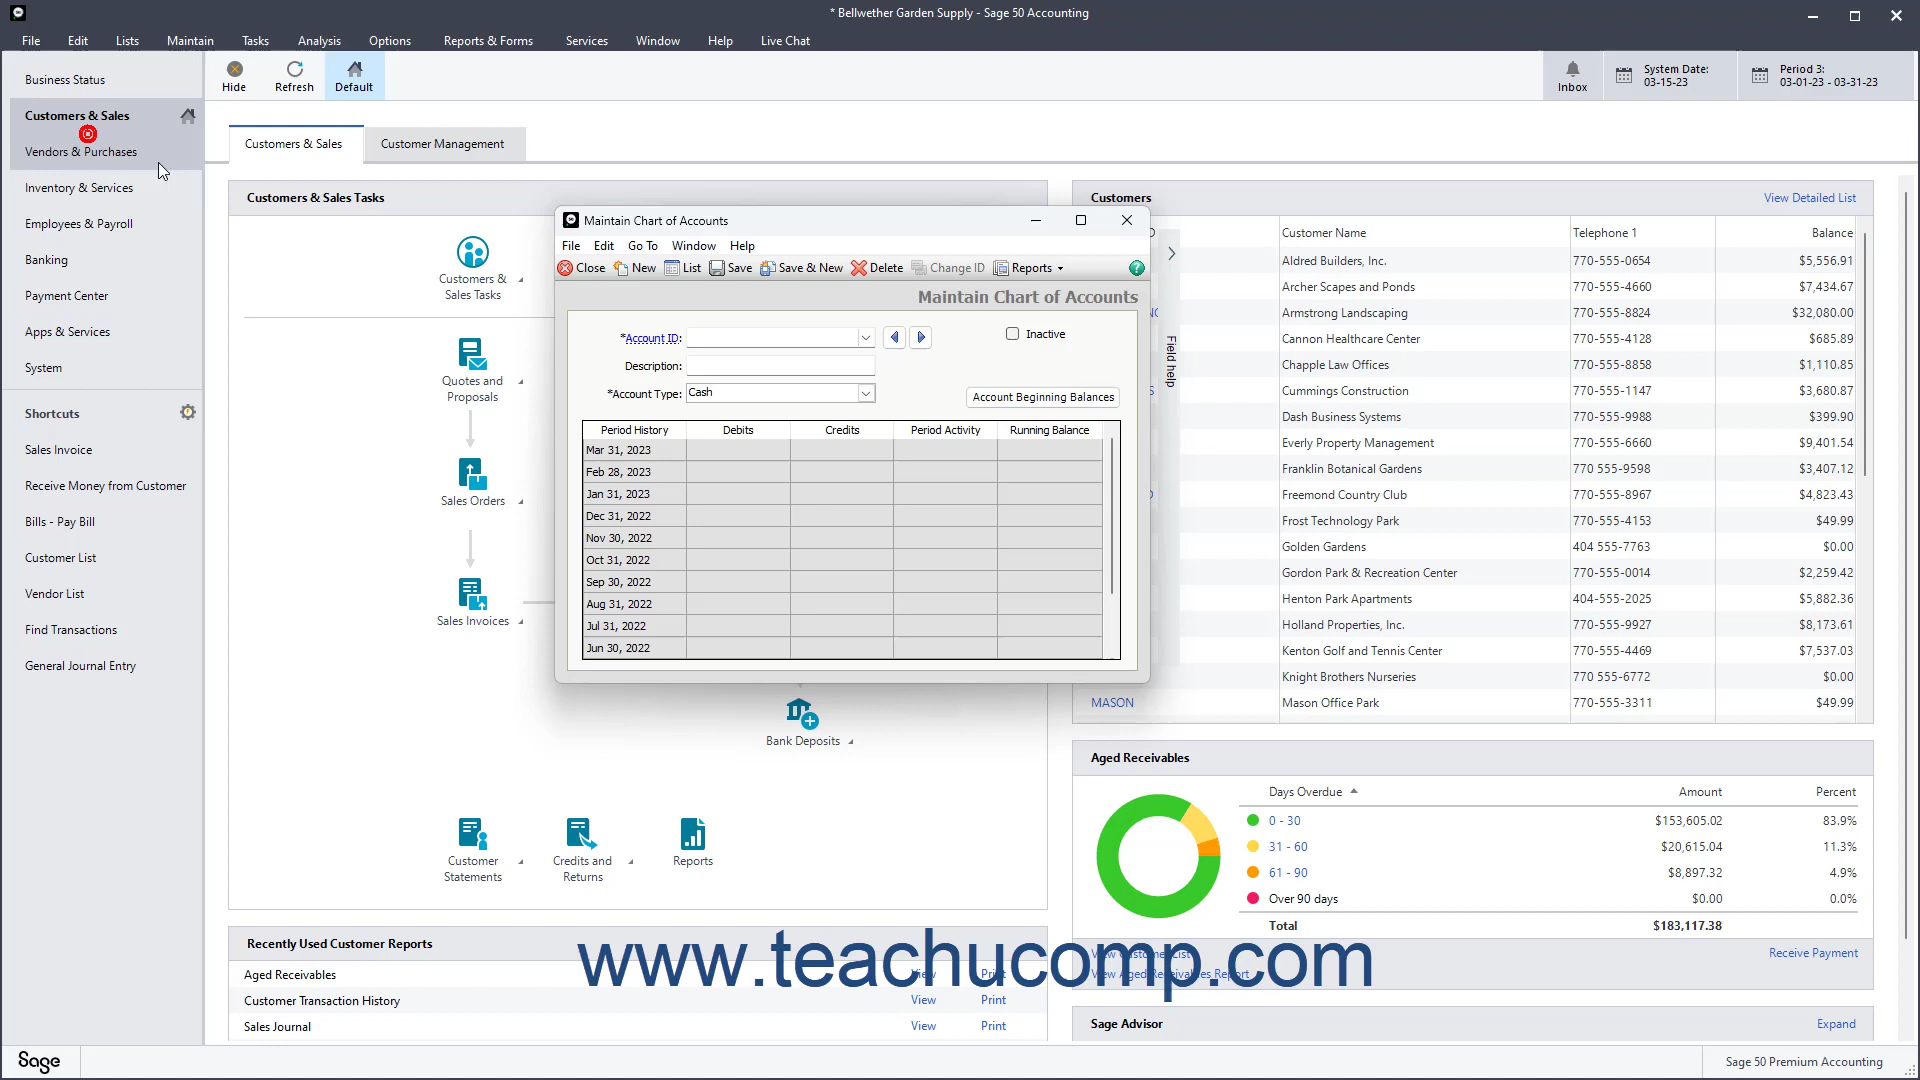 * Bellwether Garden Supply - Sage 50 Accounting
File Edit Lists Maintain Tasks Analysis Options Reports & Forms Services Window Help Live Chat
Business Status
Customers & Sales
Vendors & Purchases
Inventory & Services
Employees & Payroll
Banking
Payment Center
Apps & Services
System
Shortcuts
Sales Invoice
Receive Money from Customer
Bills - Pay Bill
Customer List
Vendor List
Find Transactions
General Journal Entry
Hide Refresh Default
Inbox
System Date:
03-15-23
Period 3:
03-01-23 - 03-31-23
Customers & Sales Customer Management
Customers & Sales Tasks
Customers &
Sales Tasks
Quotes and
Proposals
Sales Orders
Sales Invoices
Bank Deposits
Customer
Statements
Credits and
Returns
Reports
Maintain Chart of Accounts
File Edit Go To Window Help
Close New List Save Save & New Delete Change ID Reports
Maintain Chart of Accounts
*Account ID:
Inactive
Description:
*Account Type: Cash
Account Beginning Balances
Period History Debits Credits Period Activity Running Balance
Mar 31, 2023
Feb 28, 2023
Jan 31, 2023
Dec 31, 2022
Nov 30, 2022
Oct 31, 2022
Sep 30, 2022
Aug 31, 2022
Jul 31, 2022
Jun 30, 2022
Field help
Customers View Detailed List
Customer Name Telephone 1 Balance
Aldred Builders, Inc. 770-555-0654 $5,556.91
Archer Scapes and Ponds 770-555-4660 $7,434.67
Armstrong Landscaping 770-555-8824 $32,080.00
Cannon Healthcare Center 770-555-4128 $685.89
Chapple Law Offices 770-555-8858 $1,110.85
Cummings Construction 770-555-1147 $3,680.87
Dash Business Systems 770-555-9988 $399.90
Everly Property Management 770-555-6660 $9,401.54
Franklin Botanical Gardens 770 555-9598 $3,407.12
Freemond Country Club 770-555-8967 $4,823.43
Frost Technology Park 770-555-4153 $49.99
Golden Gardens 404 555-7763 $0.00
Gordon Park & Recreation Center 770-555-0014 $2,259.42
Henton Park Apartments 404-555-2025 $5,882.36
Holland Properties, Inc. 770-555-9927 $8,173.61
Kenton Golf and Tennis Center 770-555-4469 $7,537.03
Knight Brothers Nurseries 770 555-6772 $0.00
MASON Mason Office Park 770-555-3311 $49.99
Aged Receivables
Days Overdue Amount Percent
0 - 30 $153,605.02 83.9%
31 - 60 $20,615.04 11.3%
61 - 90 $8,897.32 4.9%
Over 90 days $0.00 0.0%
Total $183,117.38
View Customer List Receive Payment
View Aged Receivables Report
Recently Used Customer Reports
Aged Receivables View Print
Customer Transaction History View Print
Sales Journal View Print
Sage Advisor Expand
www.teachucomp.com
Sage
Sage 50 Premium Accounting